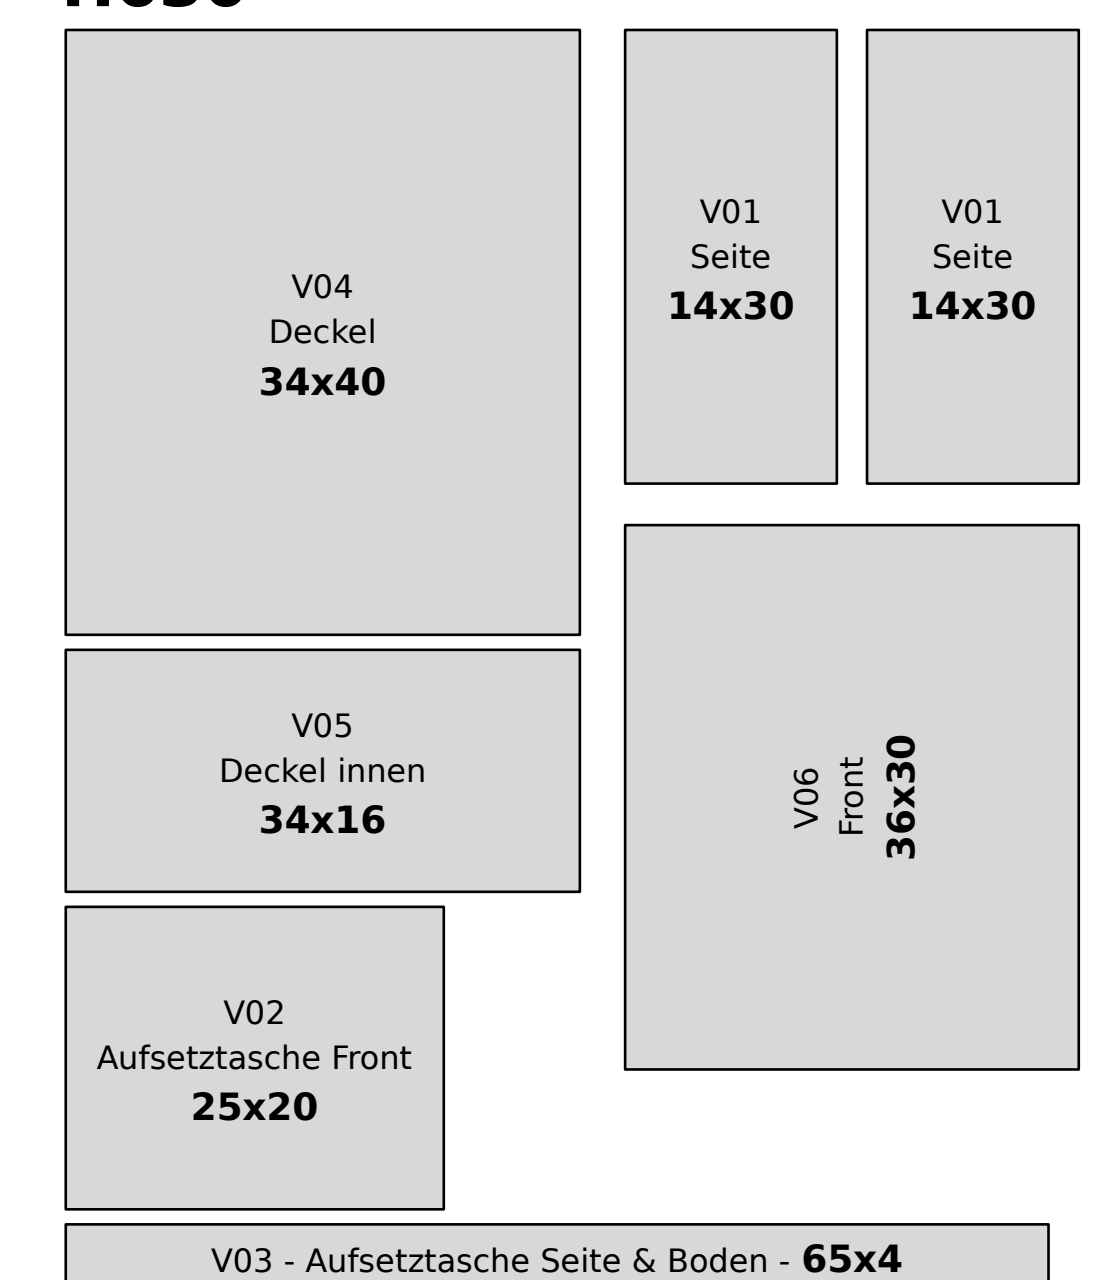 V04
Deckel
34x40
V01
Seite
14x30
V01
Seite
14x30
V05
Deckel innen
34x16
V06
Front
36x30
V02
Aufsetztasche Front
25x20
V03 - Aufsetztasche Seite & Boden - 65x4